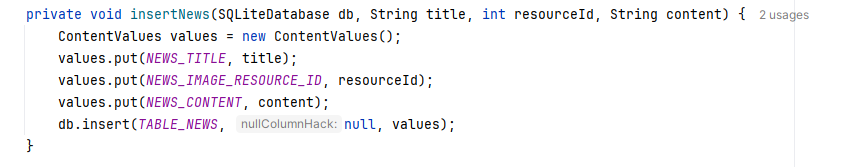 private void insertNews(SQLiteDatabase db, String title, int resourceId, String content) { 2 usages
    ContentValues values = new ContentValues();
    values.put(NEWS_TITLE, title);
    values.put(NEWS_IMAGE_RESOURCE_ID, resourceId);
    values.put(NEWS_CONTENT, content);
    db.insert(TABLE_NEWS, nullColumnHack: null, values);
}